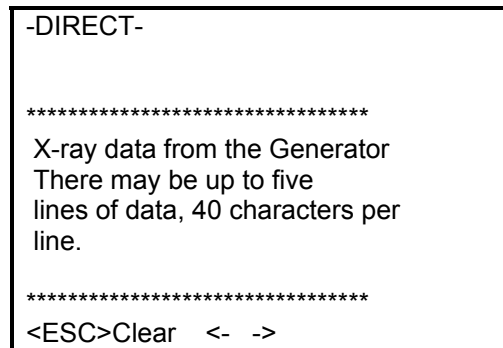 -DIRECT-
*********************************
X-ray data from the Generator
There may be up to five
lines of data, 40 characters per
line.
*********************************
<ESC>Clear <- ->